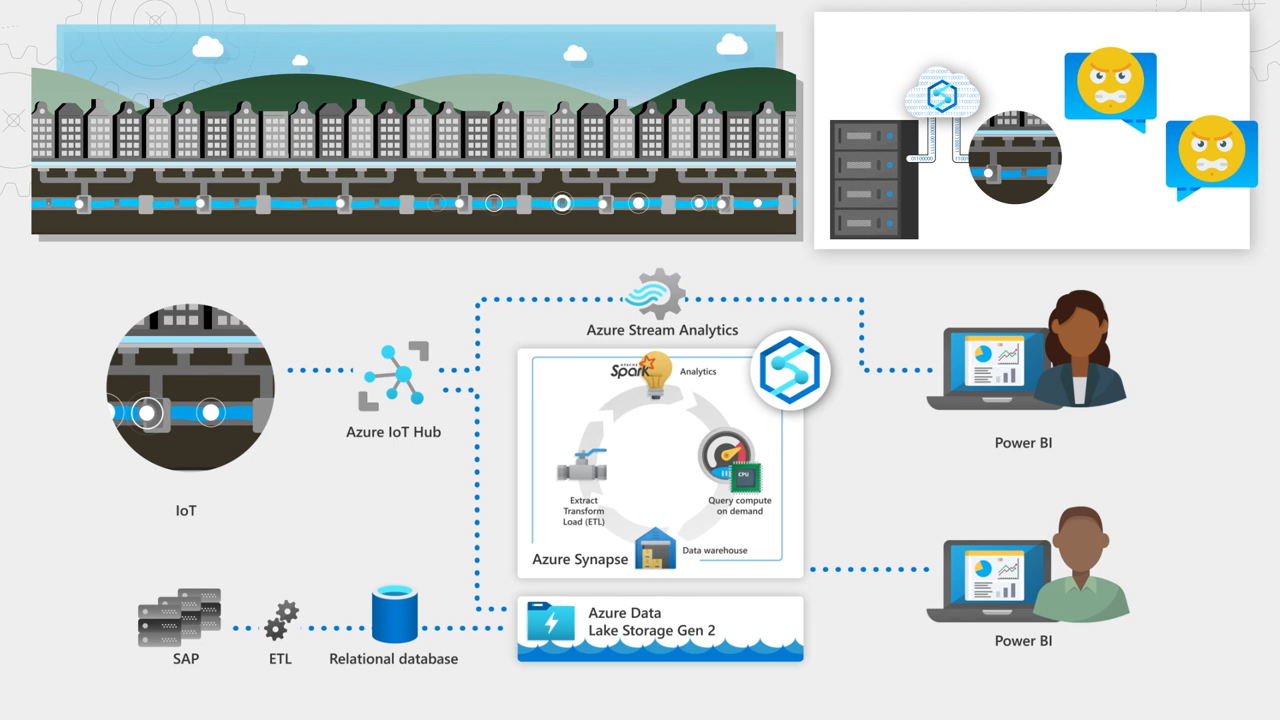 Azure Stream Analytics
APACHE
Spark
Analytics
Azure IoT Hub
CPU
Extract
Transform
Load (ETL)
Query compute
on demand
IoT
Azure Synapse
Data warehouse
Power BI
Azure Data
Lake Storage Gen 2
SAP
ETL
Relational database
Power BI